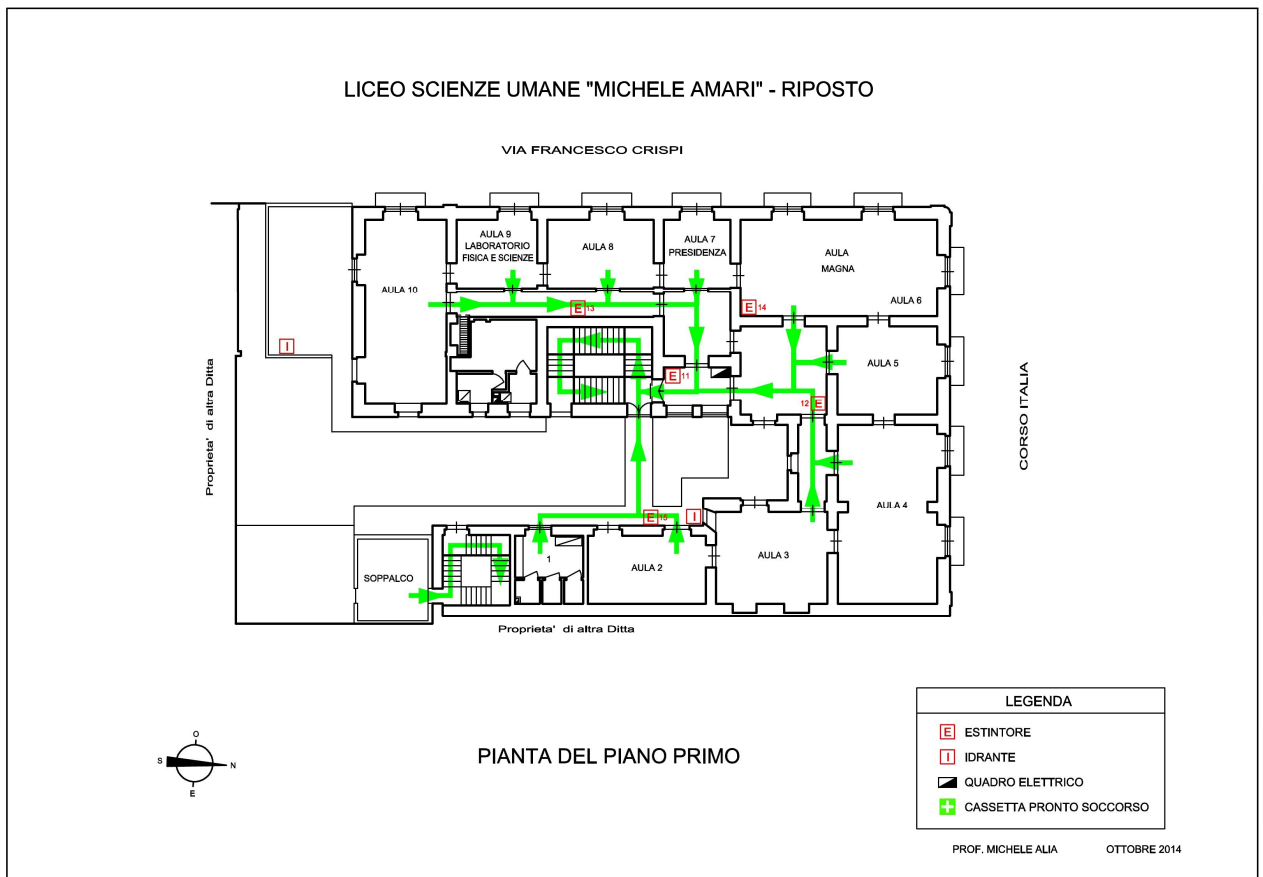 LICEO SCIENZE UMANE "MICHELE AMARI" - RIPOSTO
VIA FRANCESCO CRISPI
AULA 9
LABORATORIO
FISICA E SCIENZE
AULA 8
AULA 7
PRESIDENZA
AULA
MAGNA
AULA 10
AULA 6
E 13
E 14
I
AULA 5
E 11
12 E
Proprieta' di altra Ditta
CORSO ITALIA
AULA 4
E 15
I
1
AULA 2
AULA 3
SOPPALCO
Proprieta' di altra Ditta
LEGENDA
E ESTINTORE
I IDRANTE
QUADRO ELETTRICO
CASSETTA PRONTO SOCCORSO
O
S
N
E
PIANTA DEL PIANO PRIMO
PROF. MICHELE ALIA OTTOBRE 2014